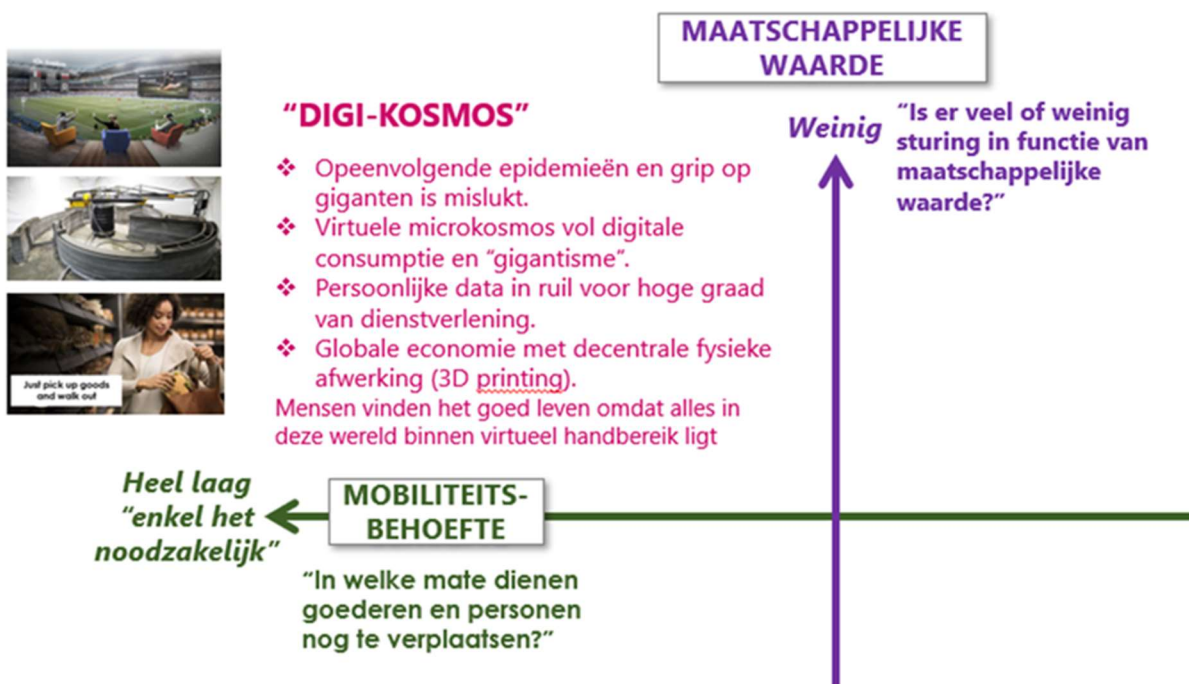 MAATSCHAPPELIJKE
WAARDE
"Is er veel of weinig
sturing in functie van
maatschappelijke
waarde?"
Weinig
"DIGI-KOSMOS"
❖ Opeenvolgende epidemieën en grip op
giganten is mislukt.
❖ Virtuele microkosmos vol digitale
consumptie en "gigantisme".
❖ Persoonlijke data in ruil voor hoge graad
van dienstverlening.
❖ Globale economie met decentrale fysieke
afwerking (3D printing).
Mensen vinden het goed leven omdat alles in
deze wereld binnen virtueel handbereik ligt
Just pick up goods
and walk out
Heel laag
"enkel het
noodzakelijk"
MOBILITEITS-
BEHOEFTE
"In welke mate dienen
goederen en personen
nog te verplaatsen?"